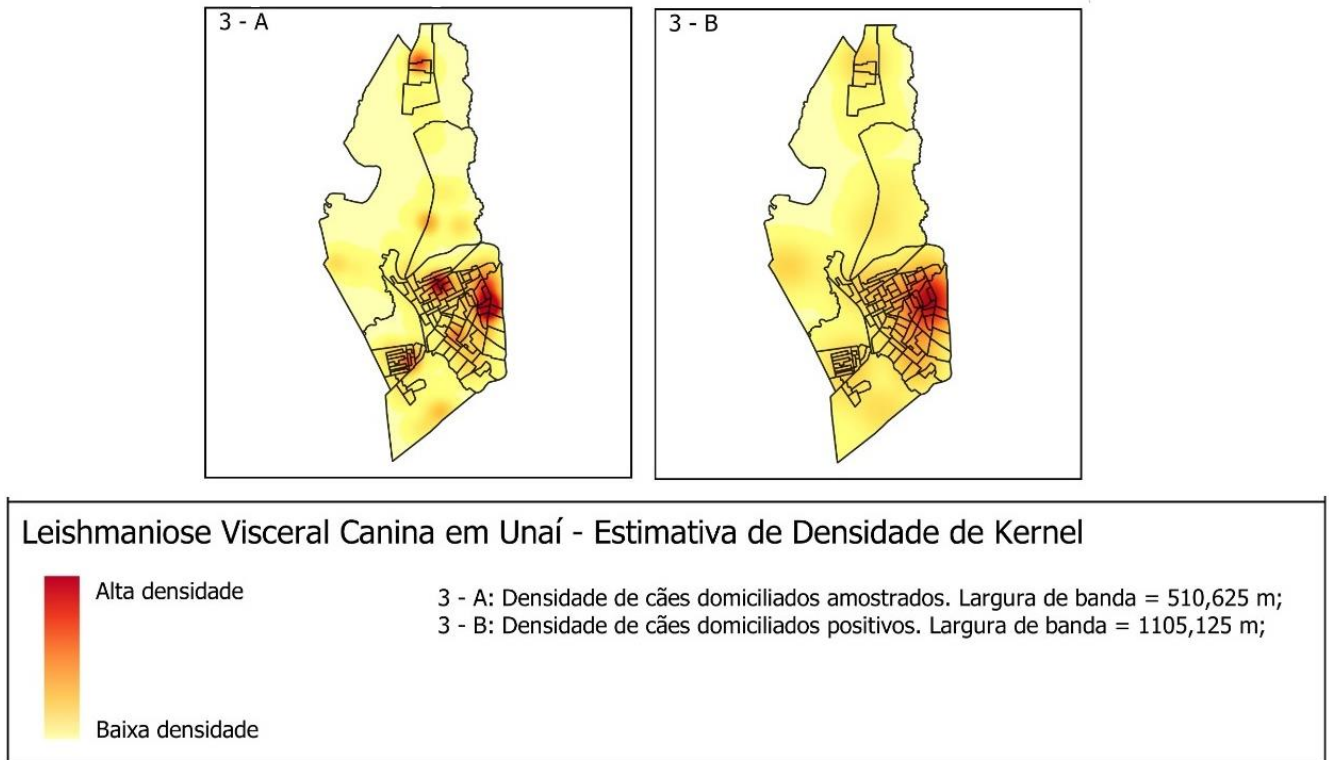 3 - A
3 - B
Leishmaniose Visceral Canina em Unaí - Estimativa de Densidade de Kernel
Alta densidade
3 - A: Densidade de cães domiciliados amostrados. Largura de banda = 510,625 m;
3 - B: Densidade de cães domiciliados positivos. Largura de banda = 1105,125 m;
Baixa densidade